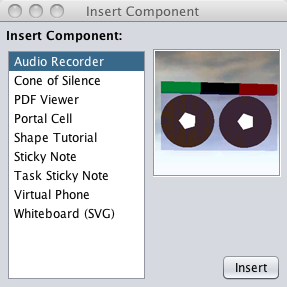 Insert Component
Insert Component:
Audio Recorder
Cone of Silence
PDF Viewer
Portal Cell
Shape Tutorial
Sticky Note
Task Sticky Note
Virtual Phone
Whiteboard (SVG)
Insert